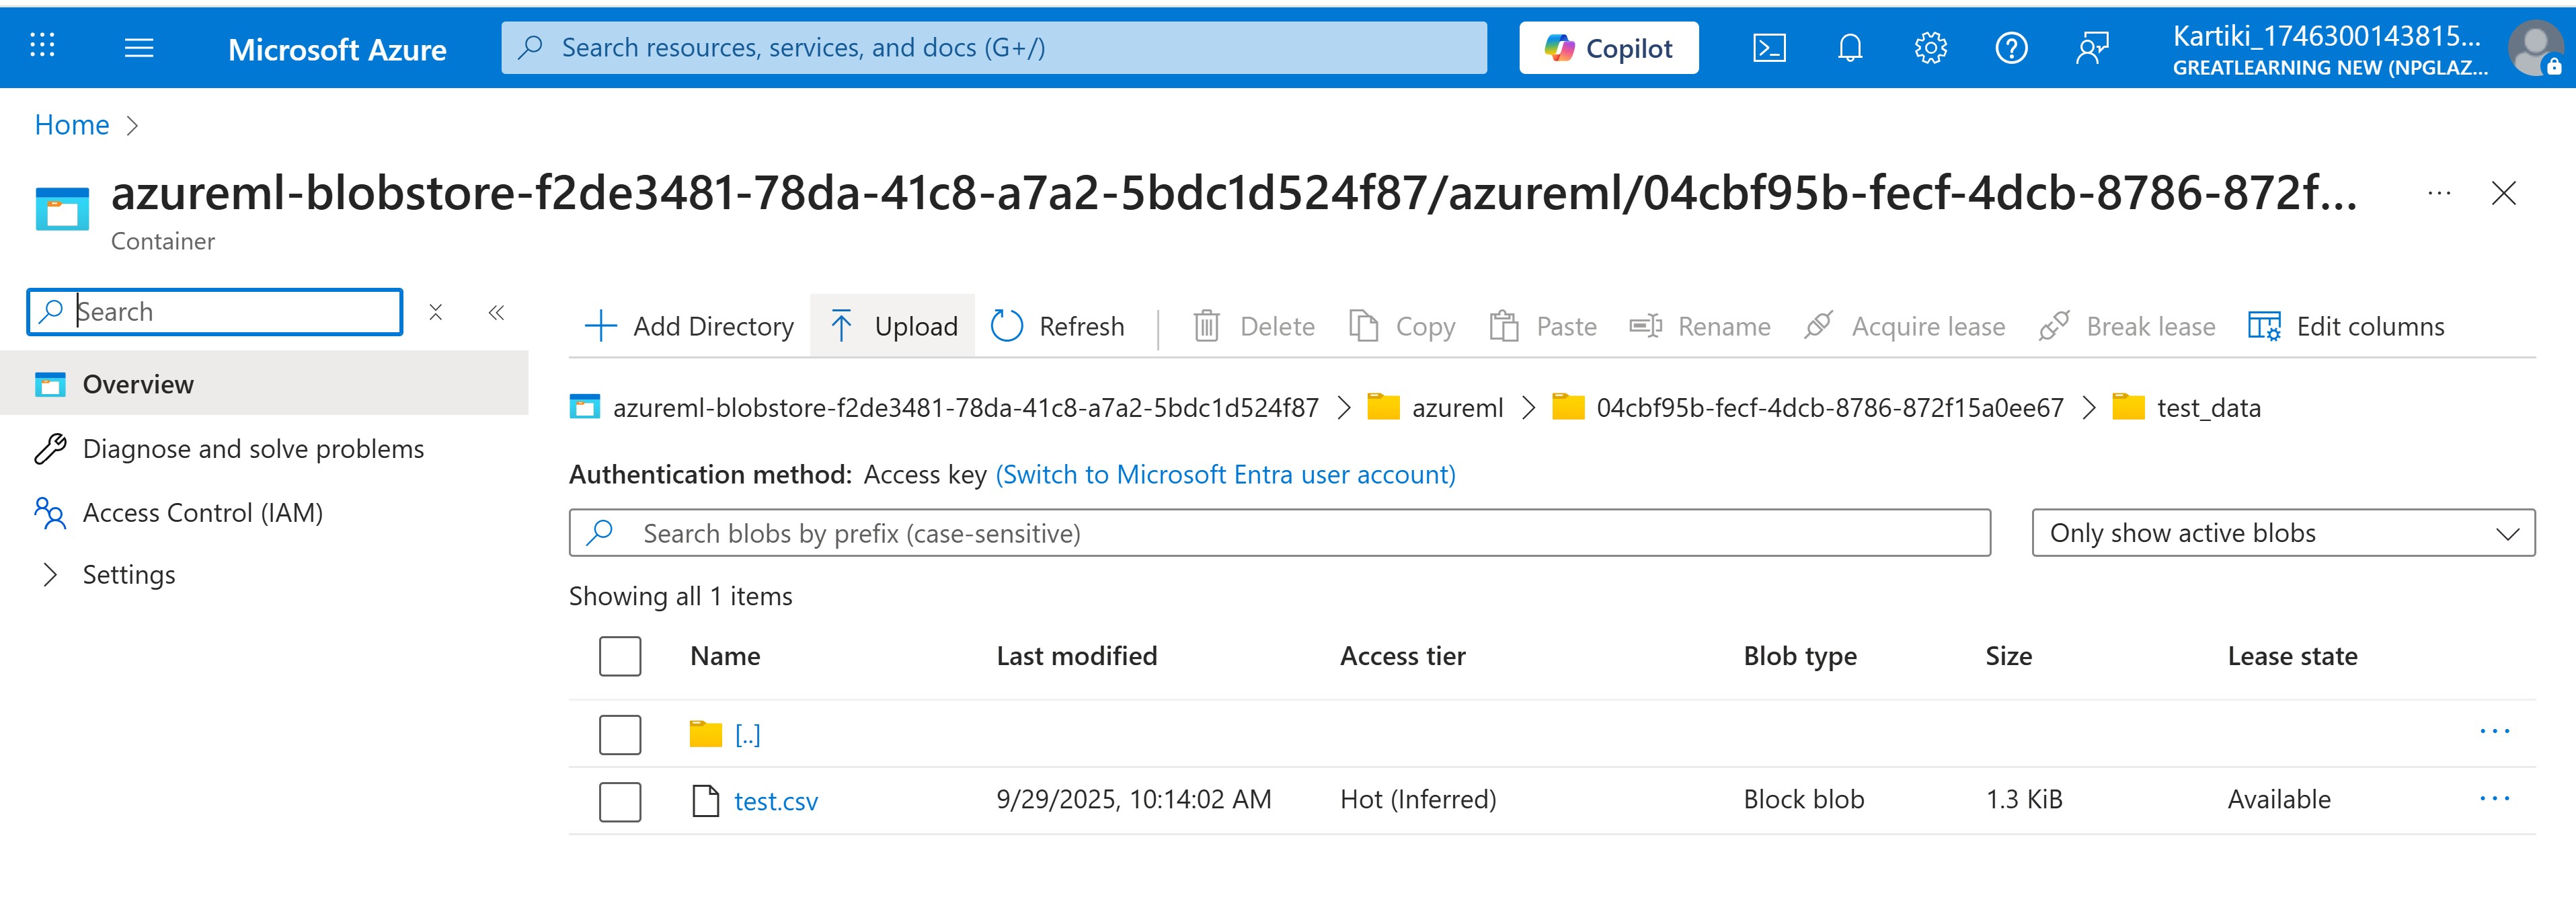 Microsoft Azure
Search resources, services, and docs (G+/)
Copilot
Kartiki_1746300143815...
GREATLEARNING NEW (NPGLAZ...
Home
azureml-blobstore-f2de3481-78da-41c8-a7a2-5bdc1d524f87/azureml/04cbf95b-fecf-4dcb-8786-872f...
Container
Search
Overview
Diagnose and solve problems
Access Control (IAM)
Settings
Add Directory
Upload
Refresh
Delete
Copy
Paste
Rename
Acquire lease
Break lease
Edit columns
azureml-blobstore-f2de3481-78da-41c8-a7a2-5bdc1d524f87
azureml
04cbf95b-fecf-4dcb-8786-872f15a0ee67
test_data
Authentication method: Access key (Switch to Microsoft Entra user account)
Search blobs by prefix (case-sensitive)
Only show active blobs
Showing all 1 items
Name Last modified Access tier Blob type Size Lease state
[..]
test.csv 9/29/2025, 10:14:02 AM Hot (Inferred) Block blob 1.3 KiB Available